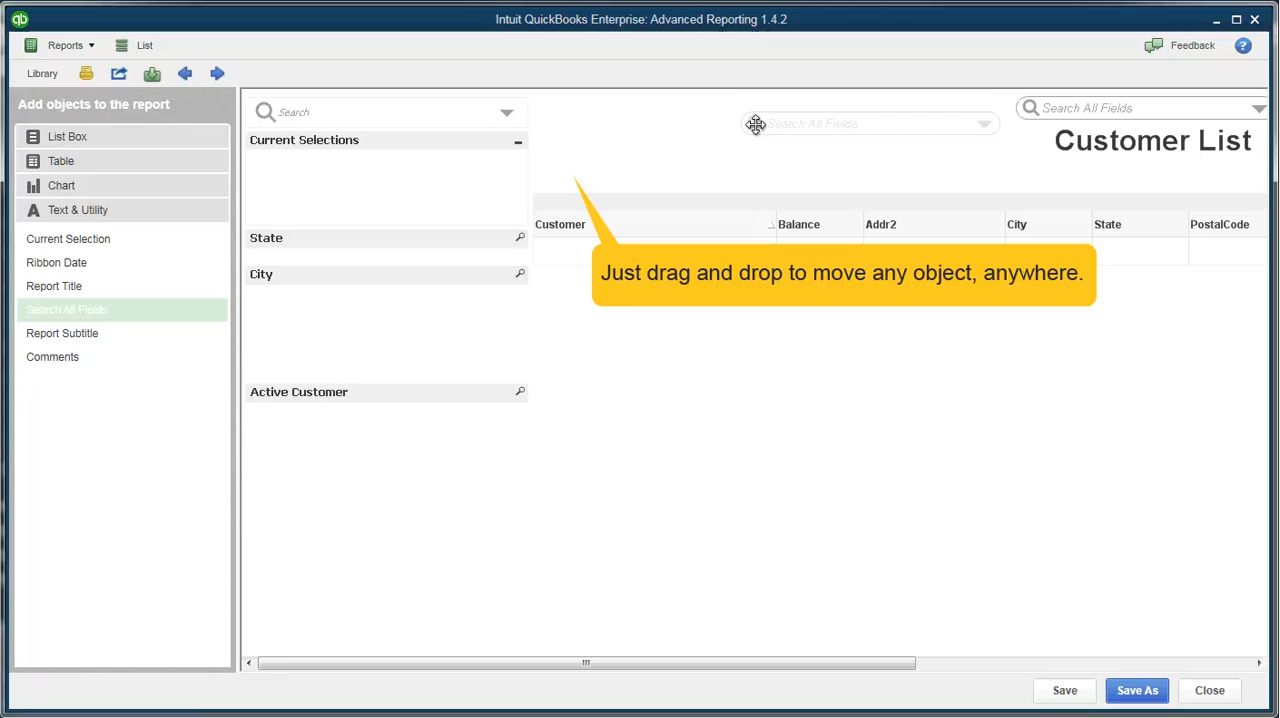 qb
Intuit QuickBooks Enterprise: Advanced Reporting 1.4.2
Reports
List
Feedback
?
Library
Add objects to the report
List Box
Table
Chart
A Text & Utility
Current Selection
Ribbon Date
Report Title
Search All Fields
Report Subtitle
Comments
Search
Current Selections
State
City
Active Customer
Search All Fields
Search All Fields
Customer List
Customer Balance Addr2 City State PostalCode
Just drag and drop to move any object, anywhere.
Save Save As Close